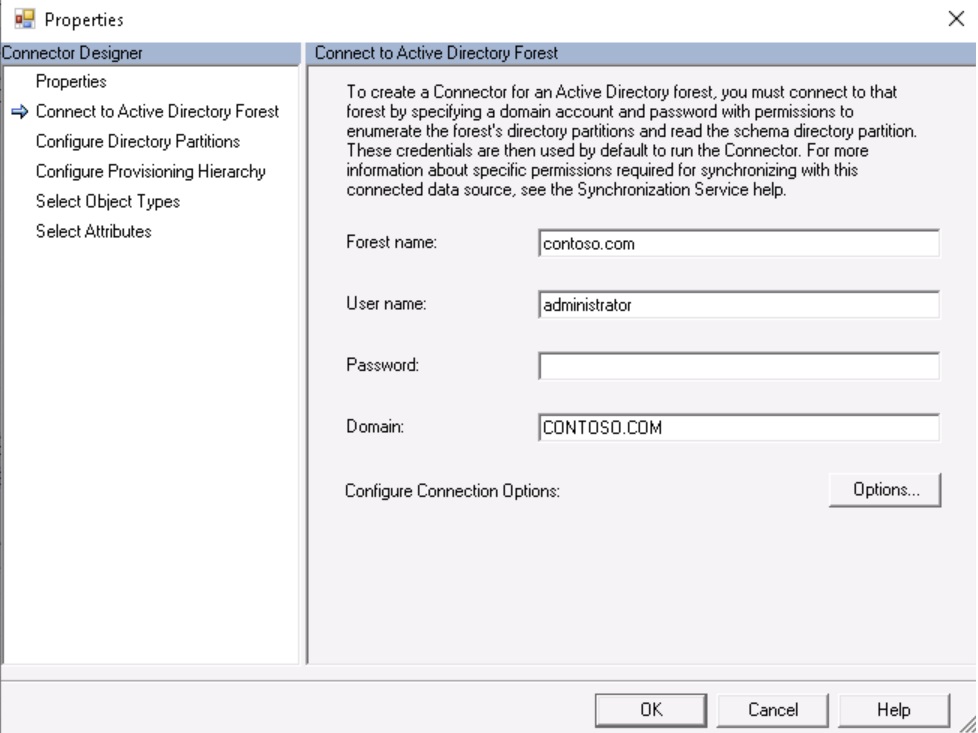 Properties
Connector Designer
Properties
Connect to Active Directory Forest
Configure Directory Partitions
Configure Provisioning Hierarchy
Select Object Types
Select Attributes
Connect to Active Directory Forest
To create a Connector for an Active Directory forest, you must connect to that
forest by specifying a domain account and password with permissions to
enumerate the forest's directory partitions and read the schema directory partition.
These credentials are then used by default to run the Connector. For more
information about specific permissions required for synchronizing with this
connected data source, see the Synchronization Service help.
Forest name: contoso.com
User name: administrator
Password:
Domain: CONTOSO.COM
Configure Connection Options: Options...
OK Cancel Help